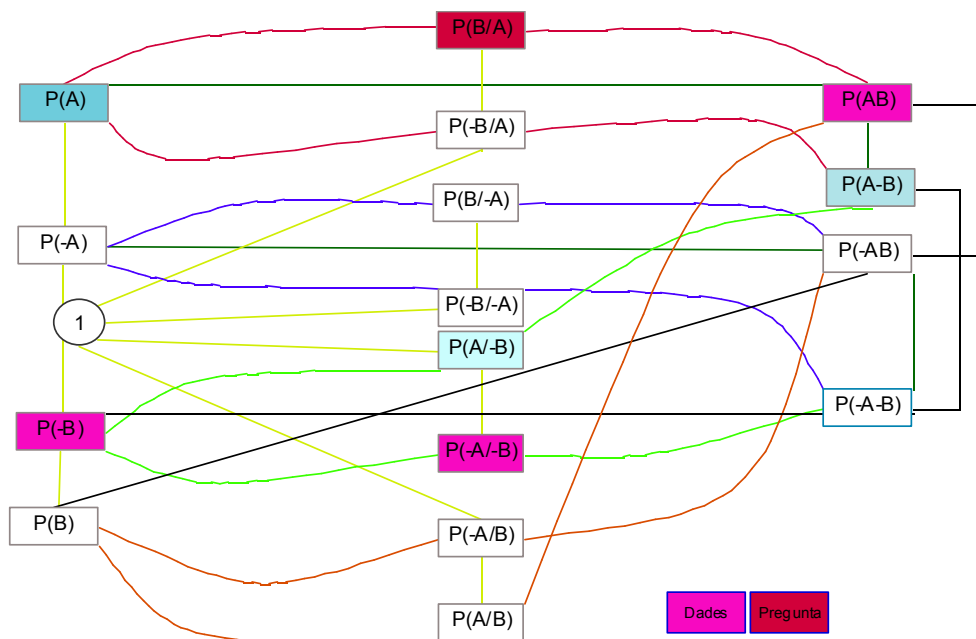 P(B/A)
P(A)
P(AB)
P(-B/A)
P(A-B)
P(B/-A)
P(-A)
P(-AB)
P(-B/-A)
1
P(A/-B)
P(-A-B)
P(-B)
P(-A/-B)
P(B)
P(-A/B)
P(A/B)
Dades
Pregunta